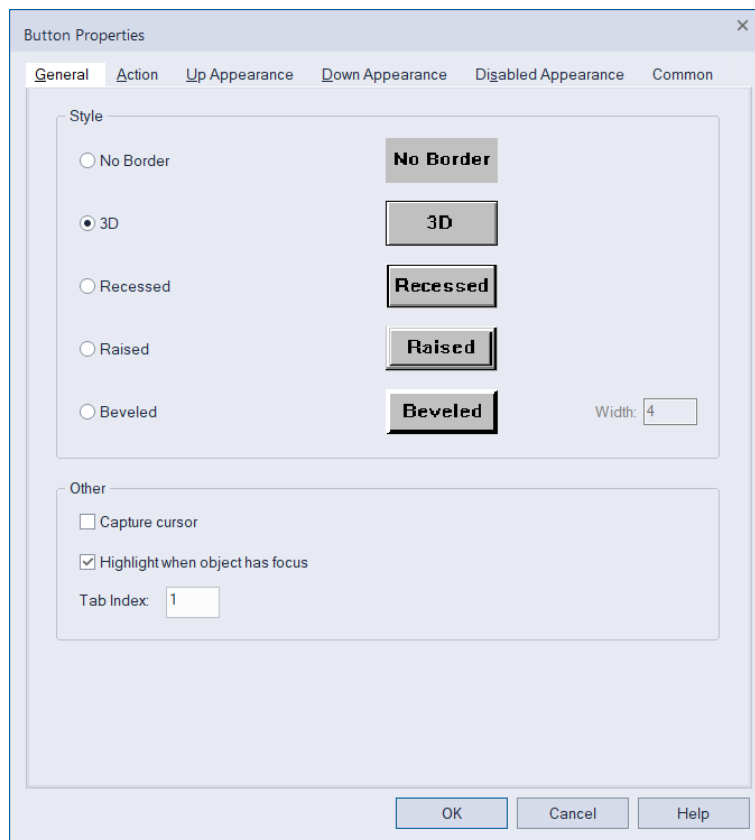 Button Properties
General Action Up Appearance Down Appearance Disabled Appearance Common
Style
No Border No Border
3D 3D
Recessed Recessed
Raised Raised
Beveled Beveled Width: 4
Other
Capture cursor
Highlight when object has focus
Tab Index: 1
OK Cancel Help